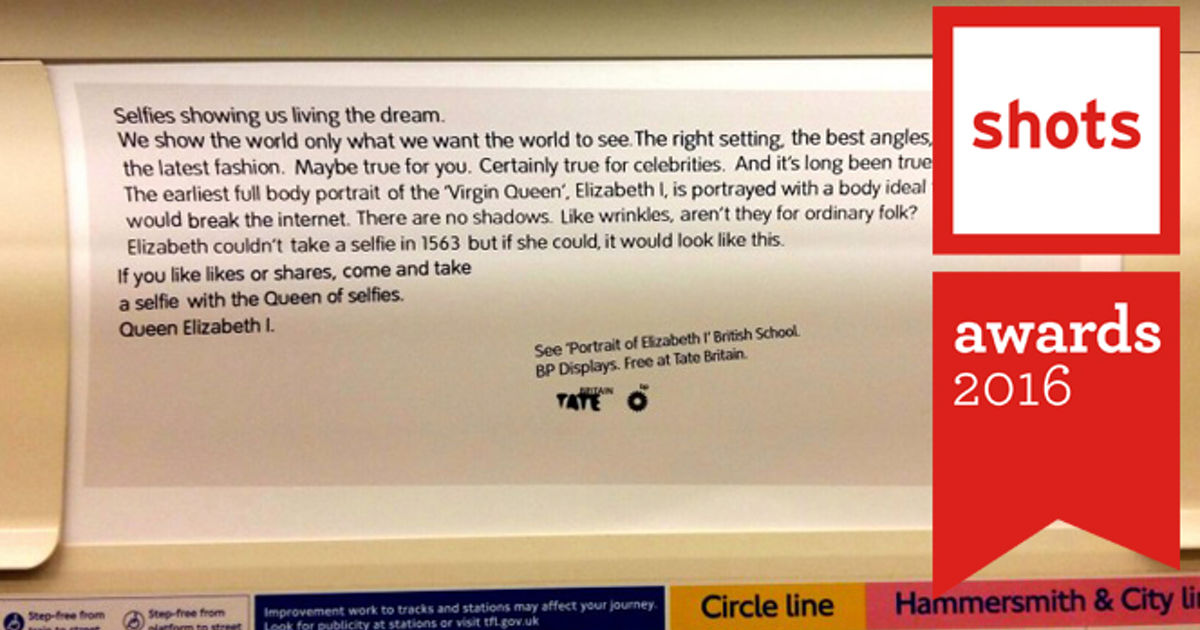 Selfies showing us living the dream.
We show the world only what we want the world to see. The right setting, the best angles,
the latest fashion. Maybe true for you. Certainly true for celebrities. And it's long been true
The earliest full body portrait of the 'Virgin Queen', Elizabeth I, is portrayed with a body ideal
would break the internet. There are no shadows. Like wrinkles, aren't they for ordinary folk?
Elizabeth couldn't take a selfie in 1563 but if she could, it would look like this.
If you like likes or shares, come and take
a selfie with the Queen of selfies.
Queen Elizabeth I.
See 'Portrait of Elizabeth I' British School.
BP Displays. Free at Tate Britain.
BRITAIN
TATE
bp
shots
awards
2016
Step-free from
train to street
Step-free from
platform to street
Improvement work to tracks and stations may affect your journey.
Look for publicity at stations or visit tfl.gov.uk
Circle line
Hammersmith & City li